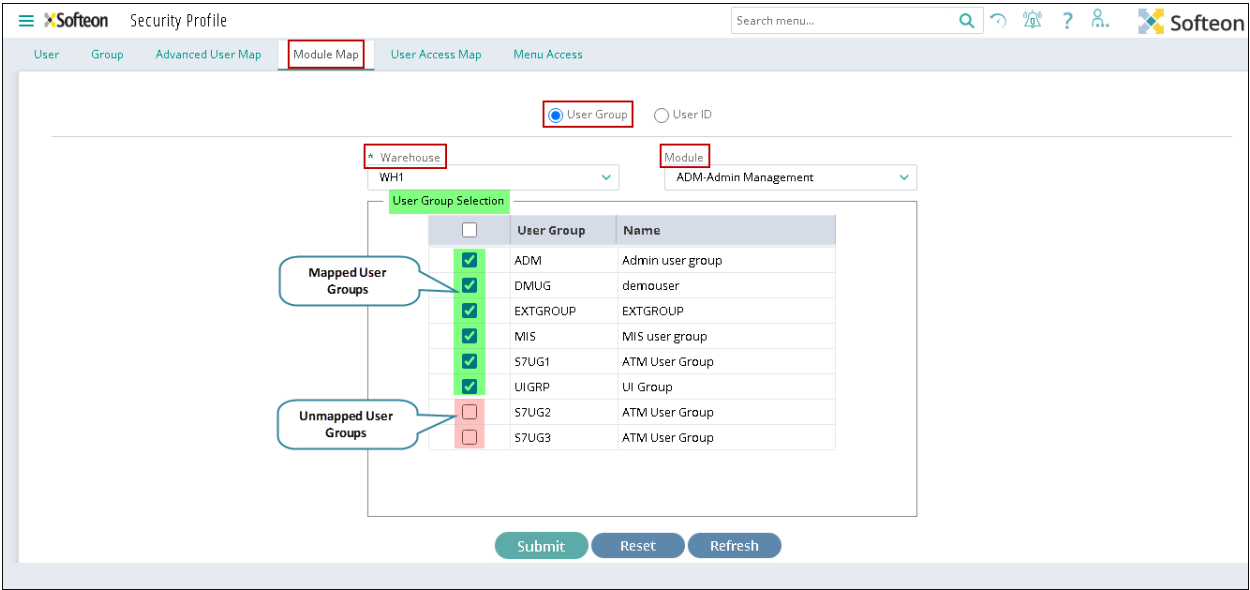 Softeon Security Profile Search menu... ? Softeon
User Group Advanced User Map Module Map User Access Map Menu Access
User Group User ID
* Warehouse Module
WH1 ADM-Admin Management
User Group Selection
User Group Name
ADM Admin user group
Mapped User
Groups
DMUG demouser
EXTGROUP EXTGROUP
MIS MIS user group
S7UG1 ATM User Group
UIGRP UI Group
Unmapped User
Groups
S7UG2 ATM User Group
S7UG3 ATM User Group
Submit Reset Refresh